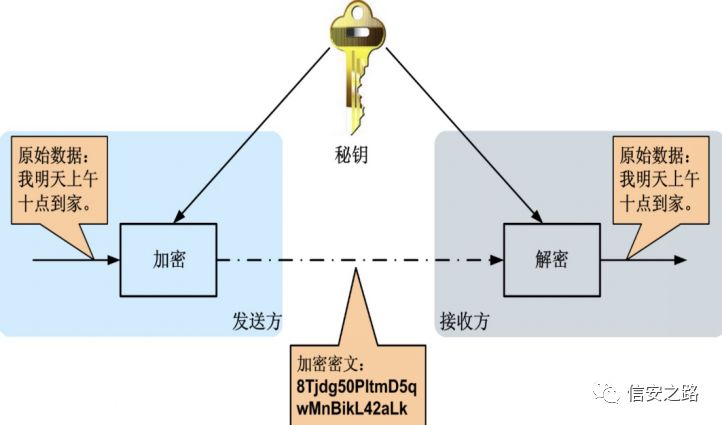 秘钥
原始数据：
我明天上午
十点到家。
原始数据：
我明天上午
十点到家。
加密
解密
发送方
接收方
加密密文：
8Tjdg50PltmD5q
wMnBikL42aLk
信安之路